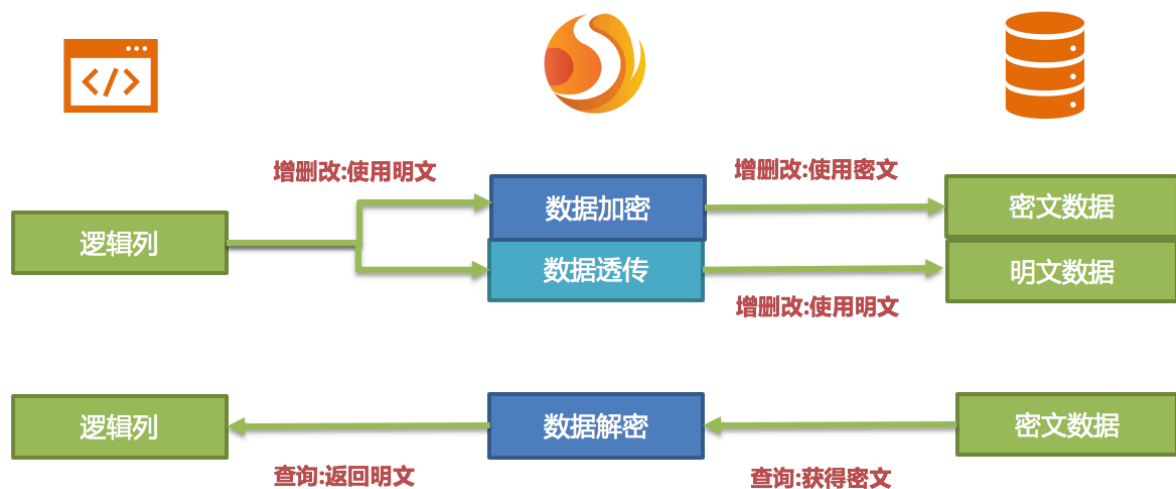 </>
增删改:使用明文
增删改:使用密文
逻辑列
数据加密
密文数据
数据透传
明文数据
增删改:使用明文
逻辑列
数据解密
密文数据
查询:返回明文
查询:获得密文